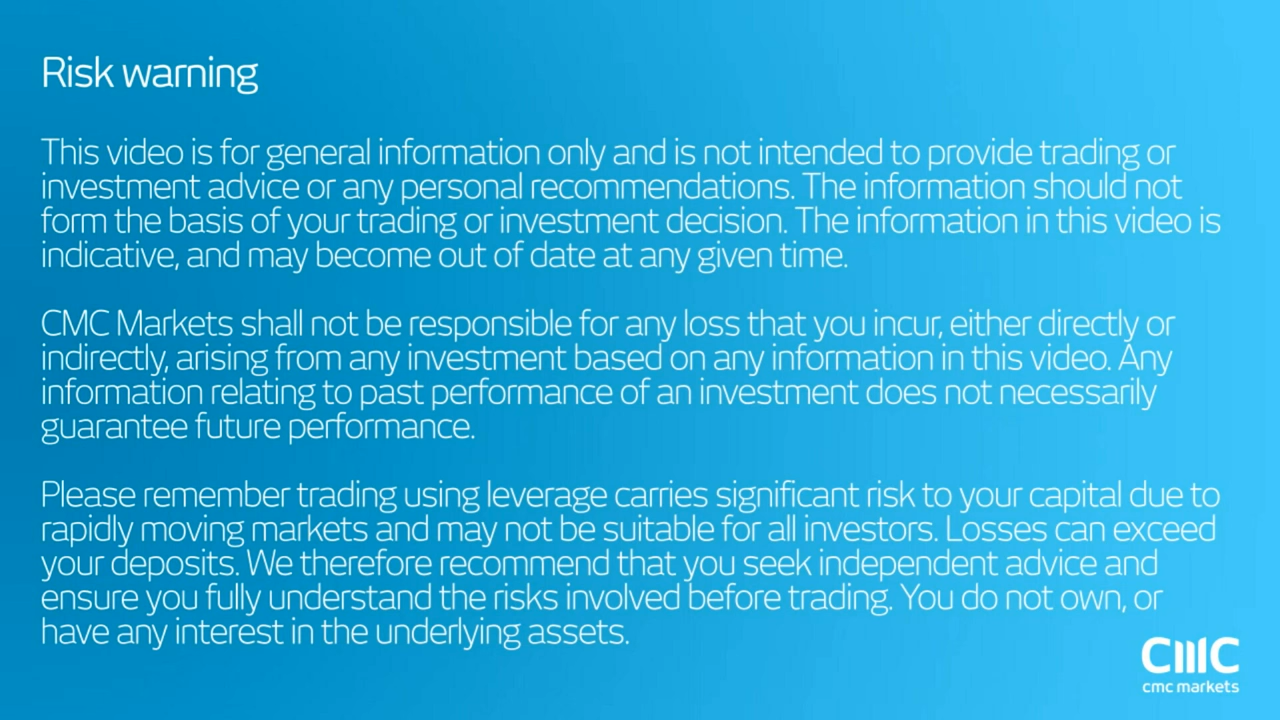 Risk warning
This video is for general information only and is not intended to provide trading or
investment advice or any personal recommendations. The information should not
form the basis of your trading or investment decision. The information in this video is
indicative, and may become out of date at any given time.
CMC Markets shall not be responsible for any loss that you incur, either directly or
indirectly, arising from any investment based on any information in this video. Any
information relating to past performance of an investment does not necessarily
guarantee future performance.
Please remember trading using leverage carries significant risk to your capital due to
rapidly moving markets and may not be suitable for all investors. Losses can exceed
your deposits. We therefore recommend that you seek independent advice and
ensure you fully understand the risks involved before trading. You do not own, or
have any interest in the underlying assets.
CMC
cmc markets